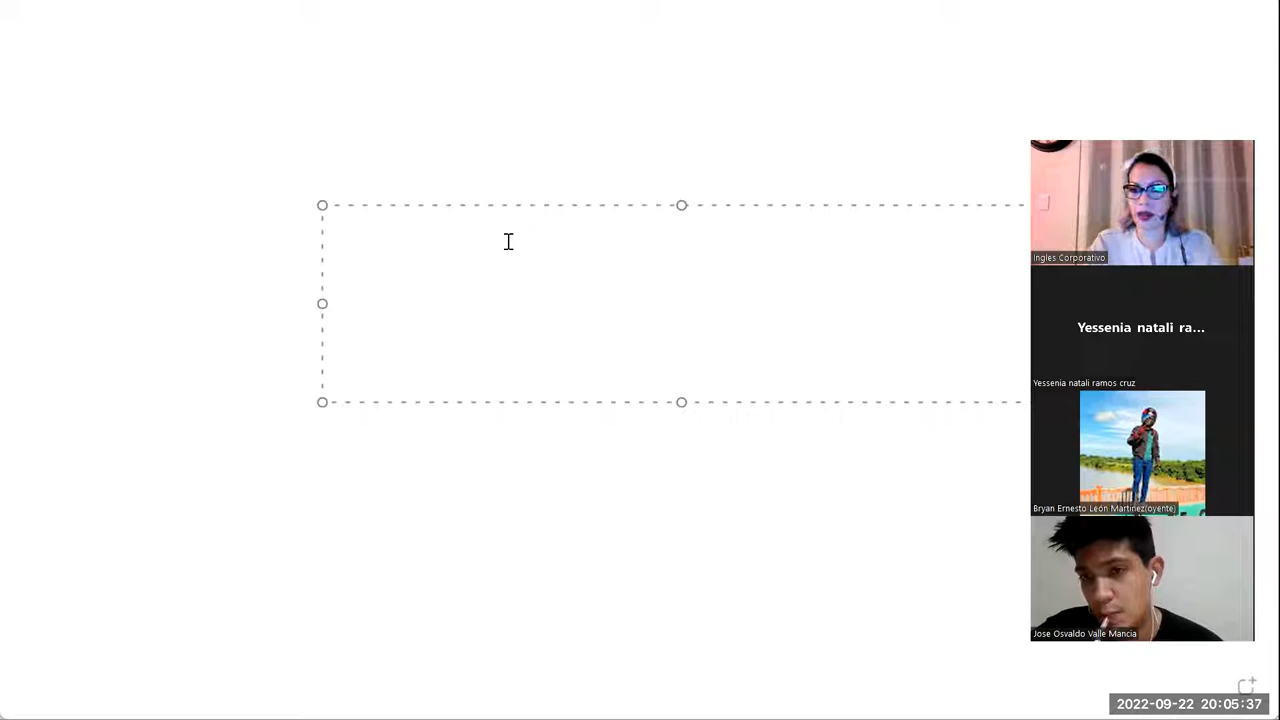 Ingles Corporativo
Yessenia natali ra...
Yessenia natali ramos cruz
Bryan Ernesto León Martinez(oyente)
Jose Osvaldo Valle Mancia
2022-09-22 20:05:37